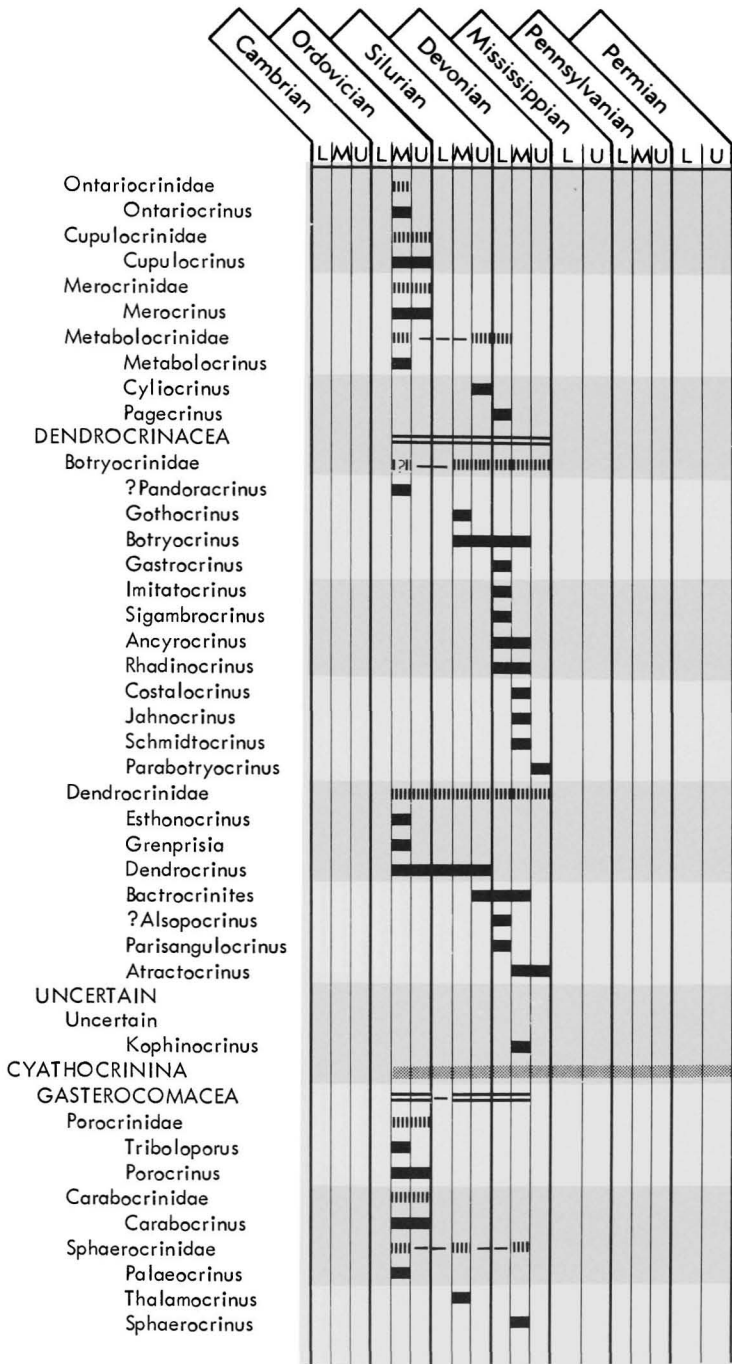 Cambrian
Ordovician
Silurian
Devonian
Mississippian
Pennsylvanian
Permian
L M U L M U L M U L M U L U L M U L U
Ontariocrinidae
Ontariocrinus
Cupulocrinidae
Cupulocrinus
Merocrinidae
Merocrinus
Metabolocrinidae
Metabolocrinus
Cyliocrinus
Pagecrinus
DENDROCRINACEA
Botryocrinidae ?
?Pandoracrinus
Gothocrinus
Botryocrinus
Gastrocrinus
Imitatocrinus
Sigambrocrinus
Ancyrocrinus
Rhadinocrinus
Costalocrinus
Jahnocrinus
Schmidtocrinus
Parabotryocrinus
Dendrocrinidae
Esthonocrinus
Grenprisia
Dendrocrinus
Bactrocrinites
?Alsopocrinus
Parisangulocrinus
Atractocrinus
UNCERTAIN
Uncertain
Kophinocrinus
CYATHOCRININA
GASTEROCOMACEA
Porocrinidae
Triboloporus
Porocrinus
Carabocrinidae
Carabocrinus
Sphaerocrinidae
Palaeocrinus
Thalamocrinus
Sphaerocrinus